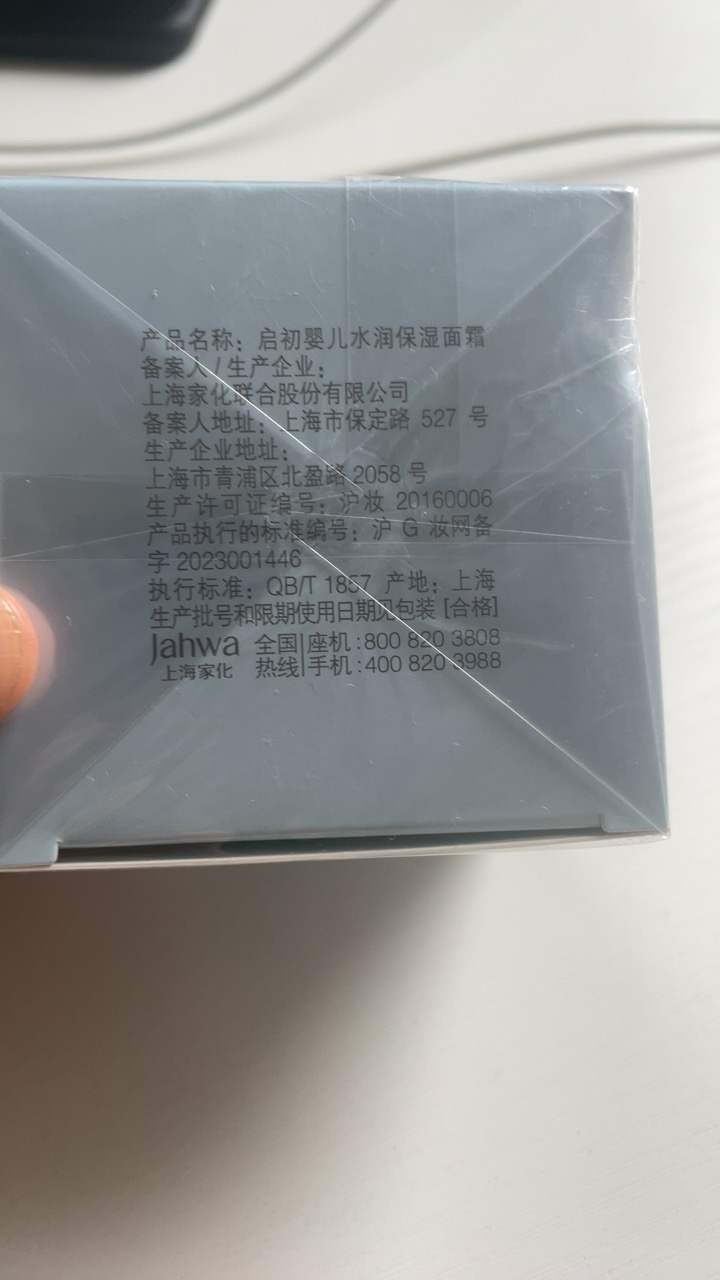 产品名称：启初婴儿水润保湿面霜
备案人/生产企业：
上海家化联合股份有限公司
备案人地址：上海市保定路 527 号
生产企业地址：
上海市青浦区北盈路 2058 号
生产许可证编号：沪妆 20160006
产品执行的标准编号：沪 G 妆网备
字 2023001446
执行标准：QB/T 1857 产地：上海
生产批号和限期使用日期见包装 [合格]
Jahwa 全国 座机:800 820 3808
上海家化 热线 手机:400 820 3988